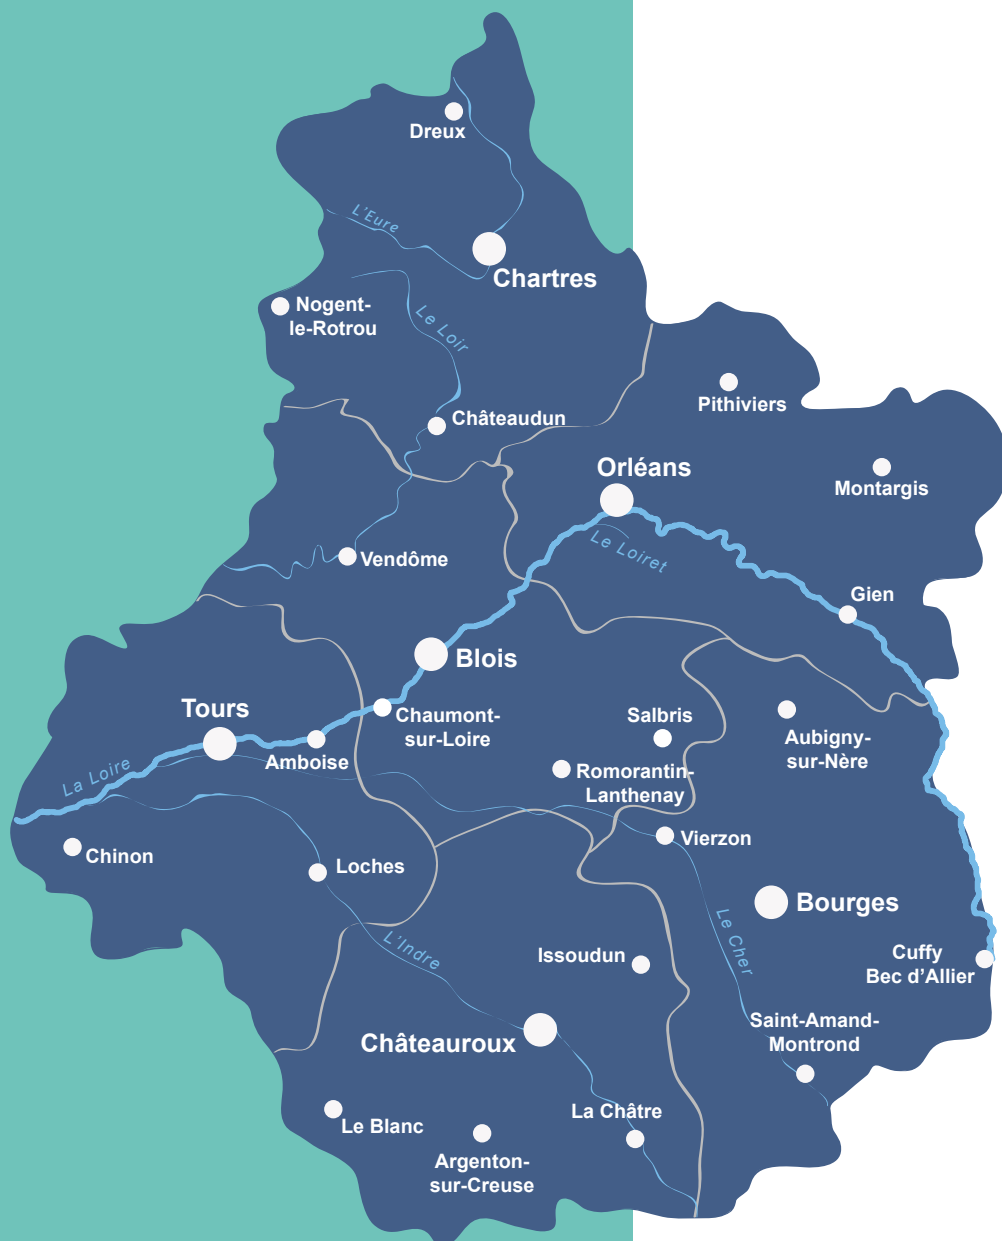 Dreux
L'Eure
Chartres
Nogent-
le-Rotrou
Le Loir
Pithiviers
Châteaudun
Orléans
Montargis
Le Loiret
Vendôme
Gien
Blois
Tours
Chaumont-
sur-Loire
Salbris
Aubigny-
sur-Nère
Amboise
La Loire
Romorantin-
Lanthenay
Vierzon
Chinon
Loches
Bourges
Le Cher
L'Indre
Issoudun
Cuffy
Bec d'Allier
Saint-Amand-
Montrond
Châteauroux
La Châtre
Le Blanc
Argenton-
sur-Creuse